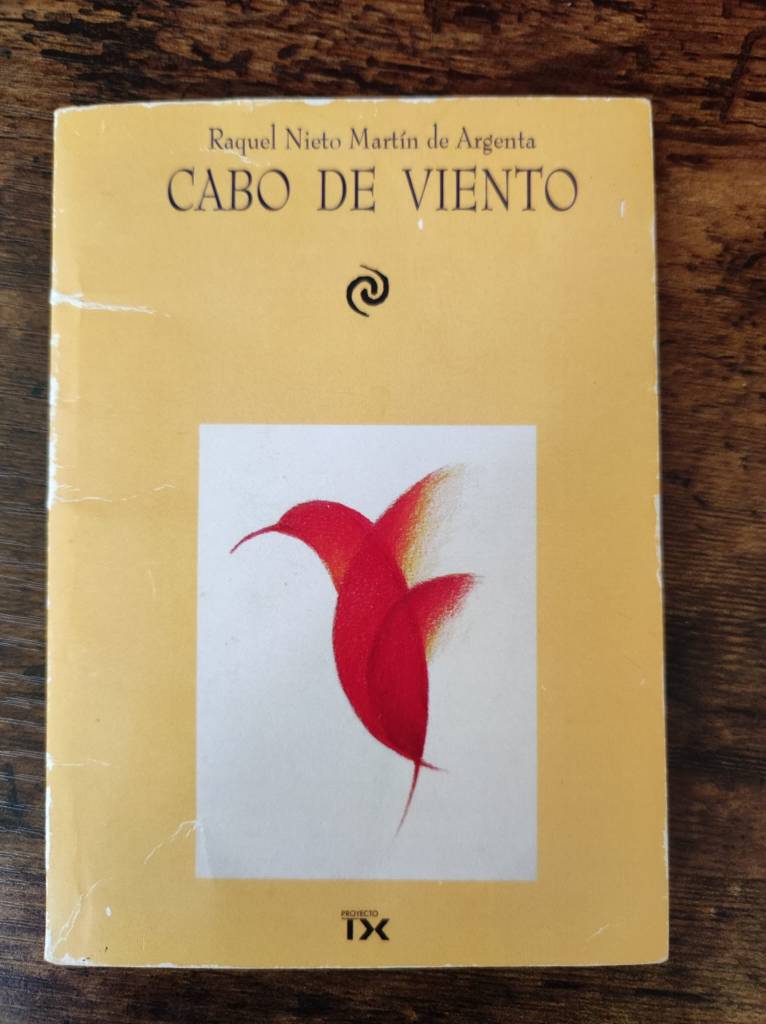 Raquel Nieto Martín de Argenta
CABO DE VIENTO
PROYECTO
IX